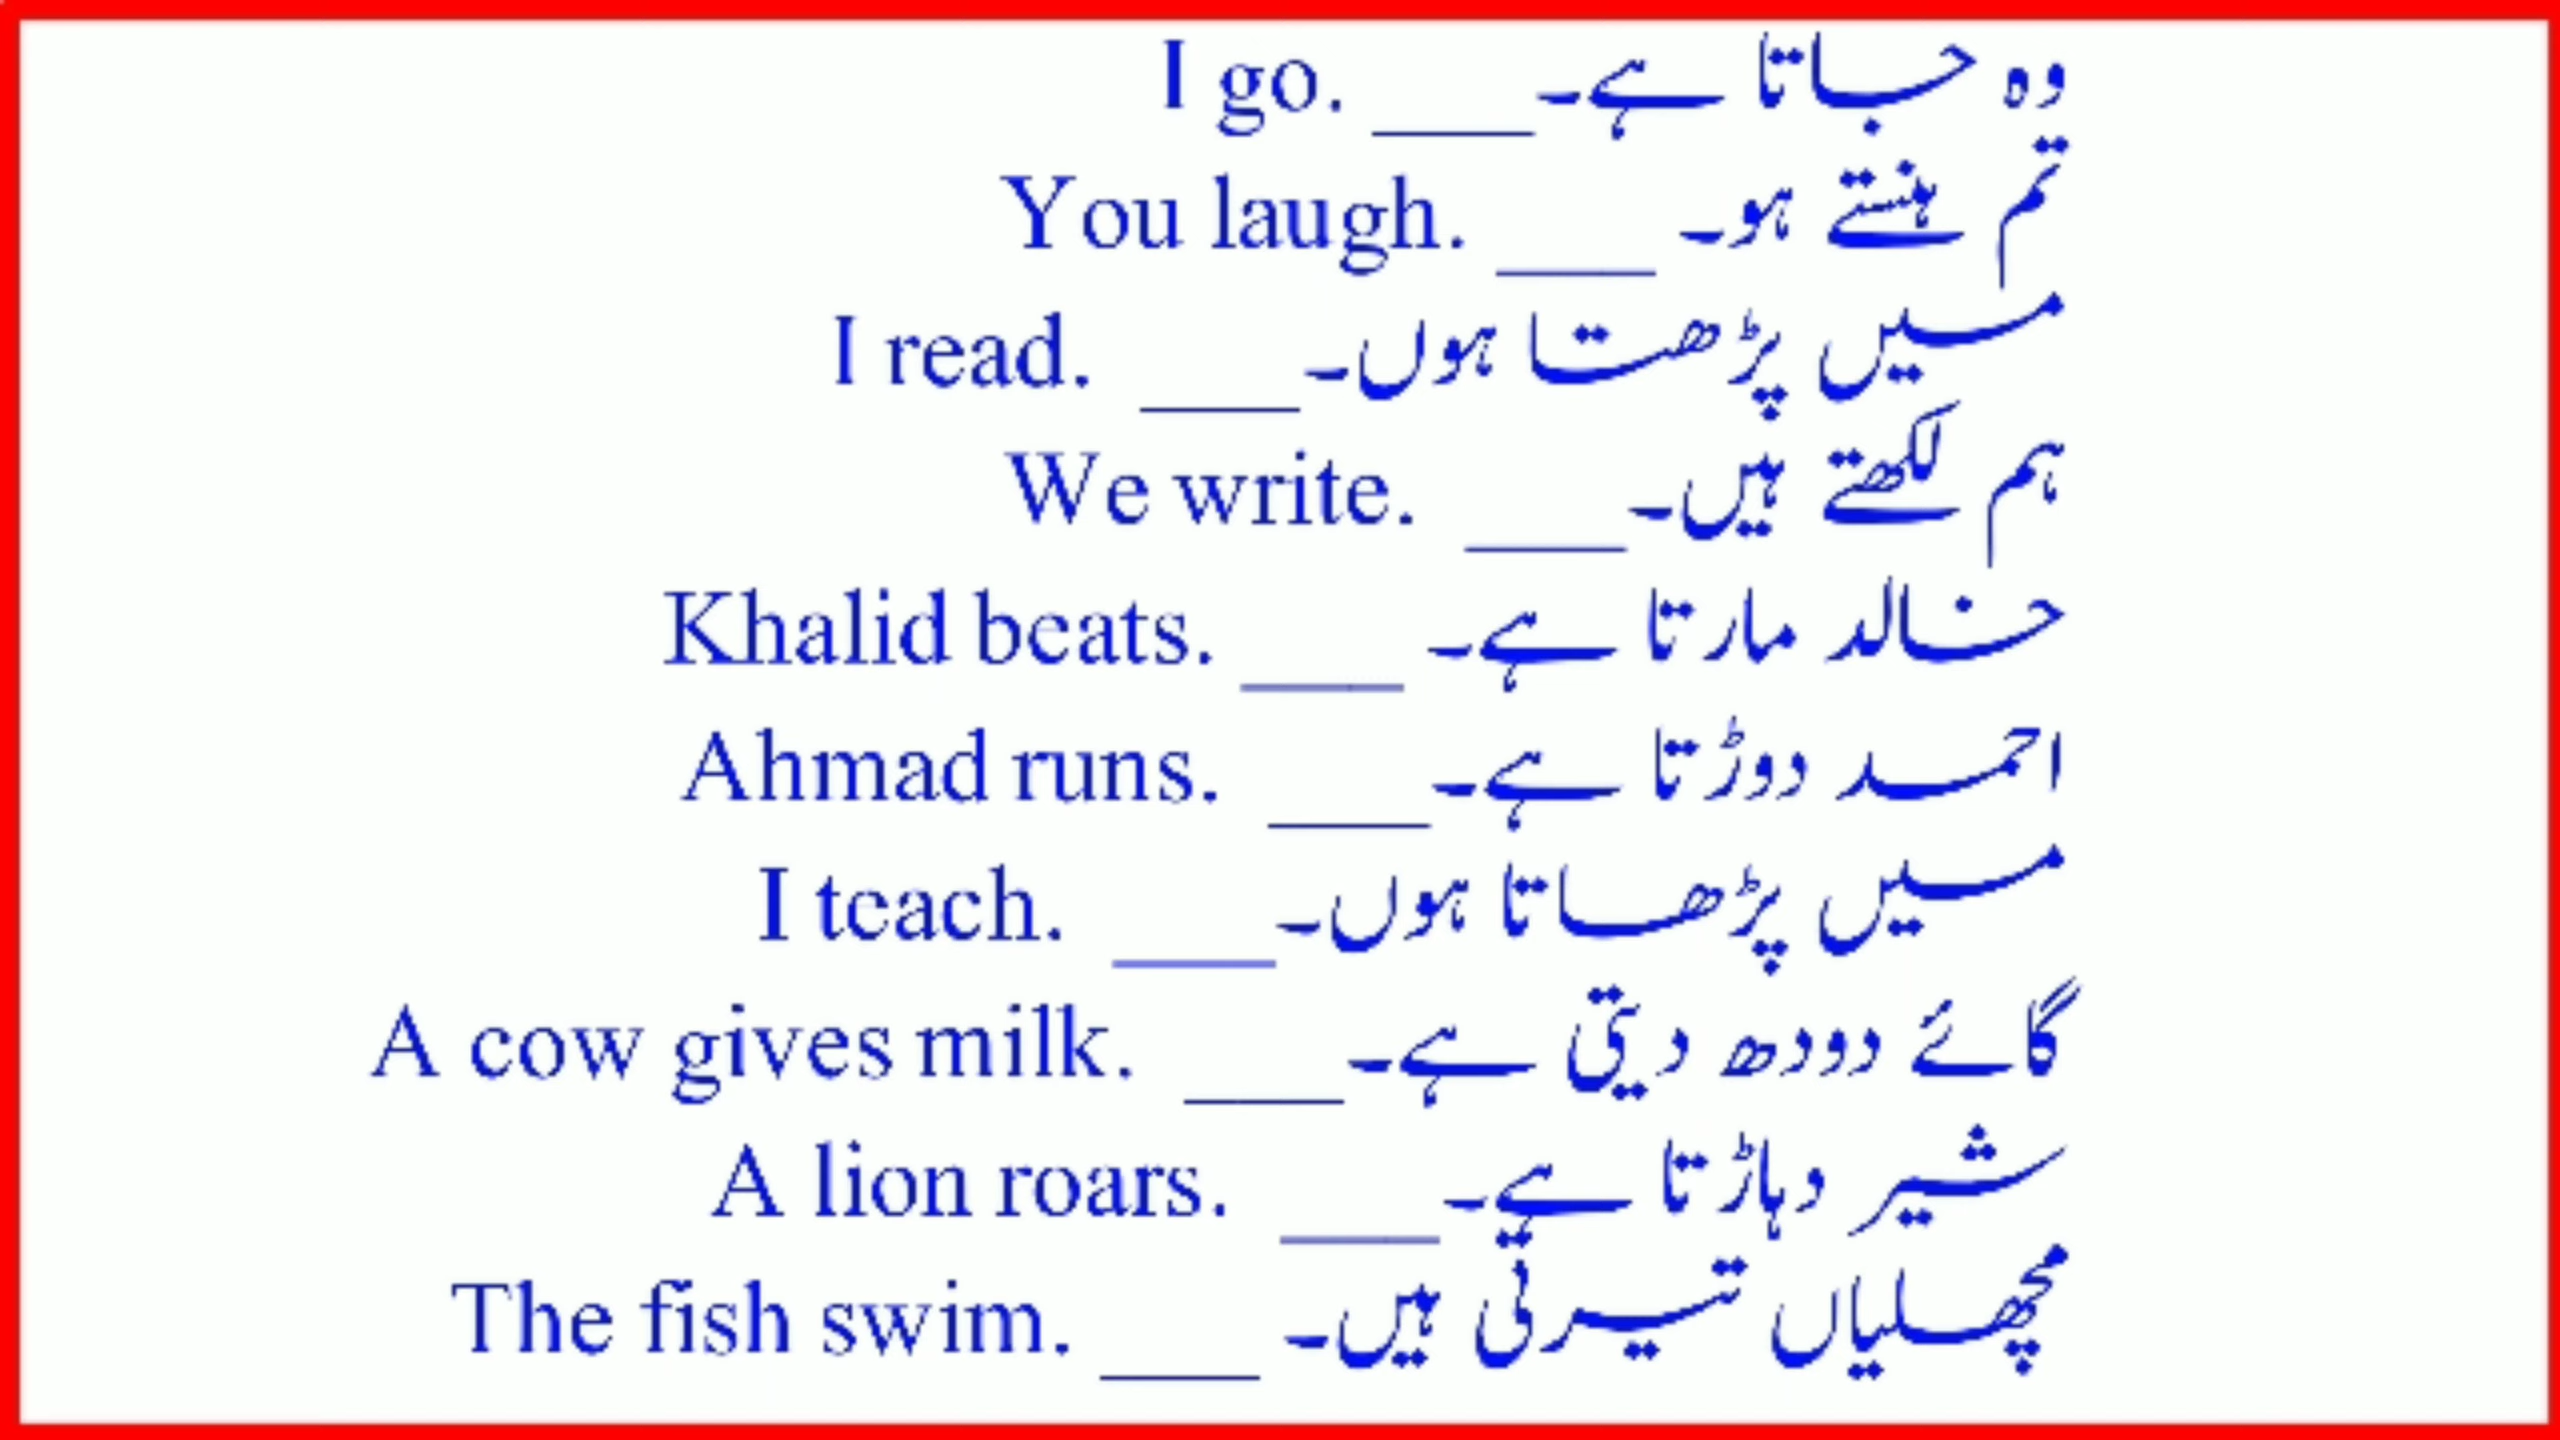 وہ جاتا ہے۔ ___ I go.
تم ہنستے ہو۔ ___ You laugh.
میں پڑھتا ہوں۔ ___ I read.
ہم لکھتے ہیں۔ ___ We write.
خالد مارتا ہے۔ ___ Khalid beats.
احمد دوڑتا ہے۔ ___ Ahmad runs.
میں پڑھاتا ہوں۔ ___ I teach.
گائے دودھ دیتی ہے۔ ___ A cow gives milk.
شیر دہاڑتا ہے۔ ___ A lion roars.
مچھلیاں تیرتی ہیں۔ ___ The fish swim.